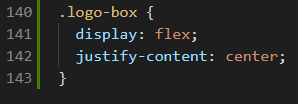 140 .logo-box {
141 display: flex;
142 justify-content: center;
143 }